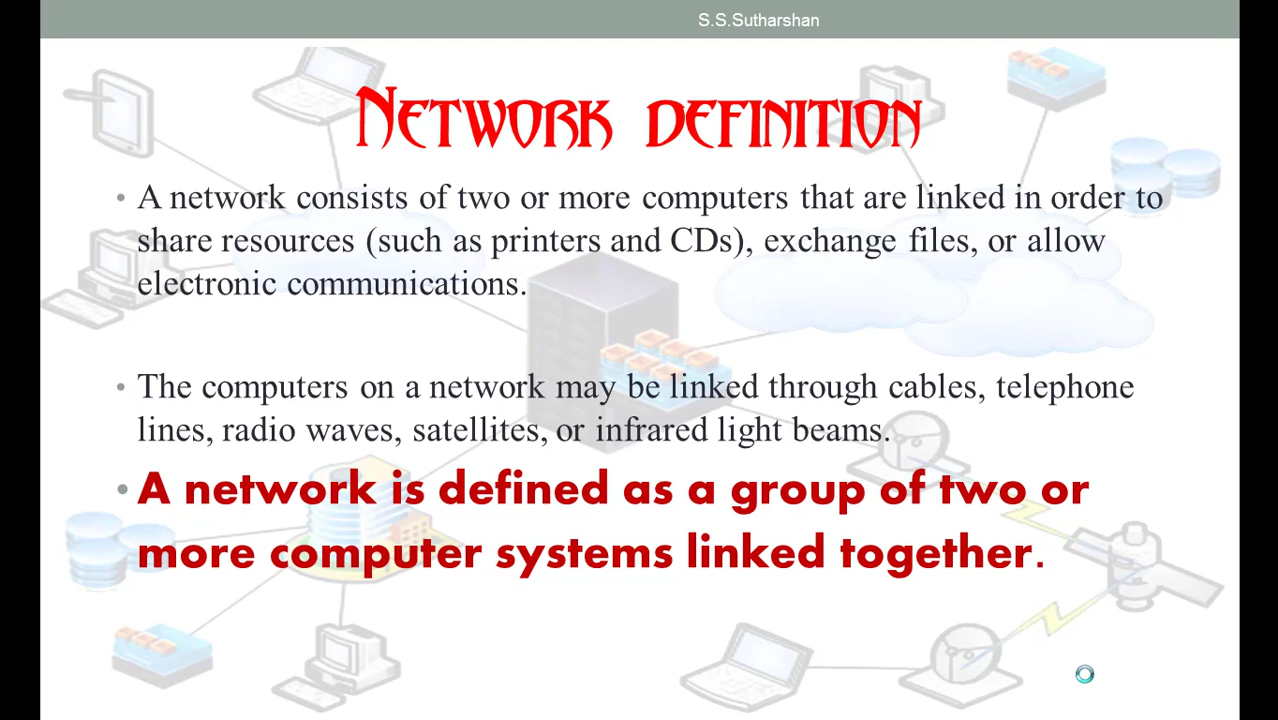 S.S.Sutharshan
NETWORK DEFINITION
• A network consists of two or more computers that are linked in order to
share resources (such as printers and CDs), exchange files, or allow
electronic communications.
• The computers on a network may be linked through cables, telephone
lines, radio waves, satellites, or infrared light beams.
• A network is defined as a group of two or
more computer systems linked together.